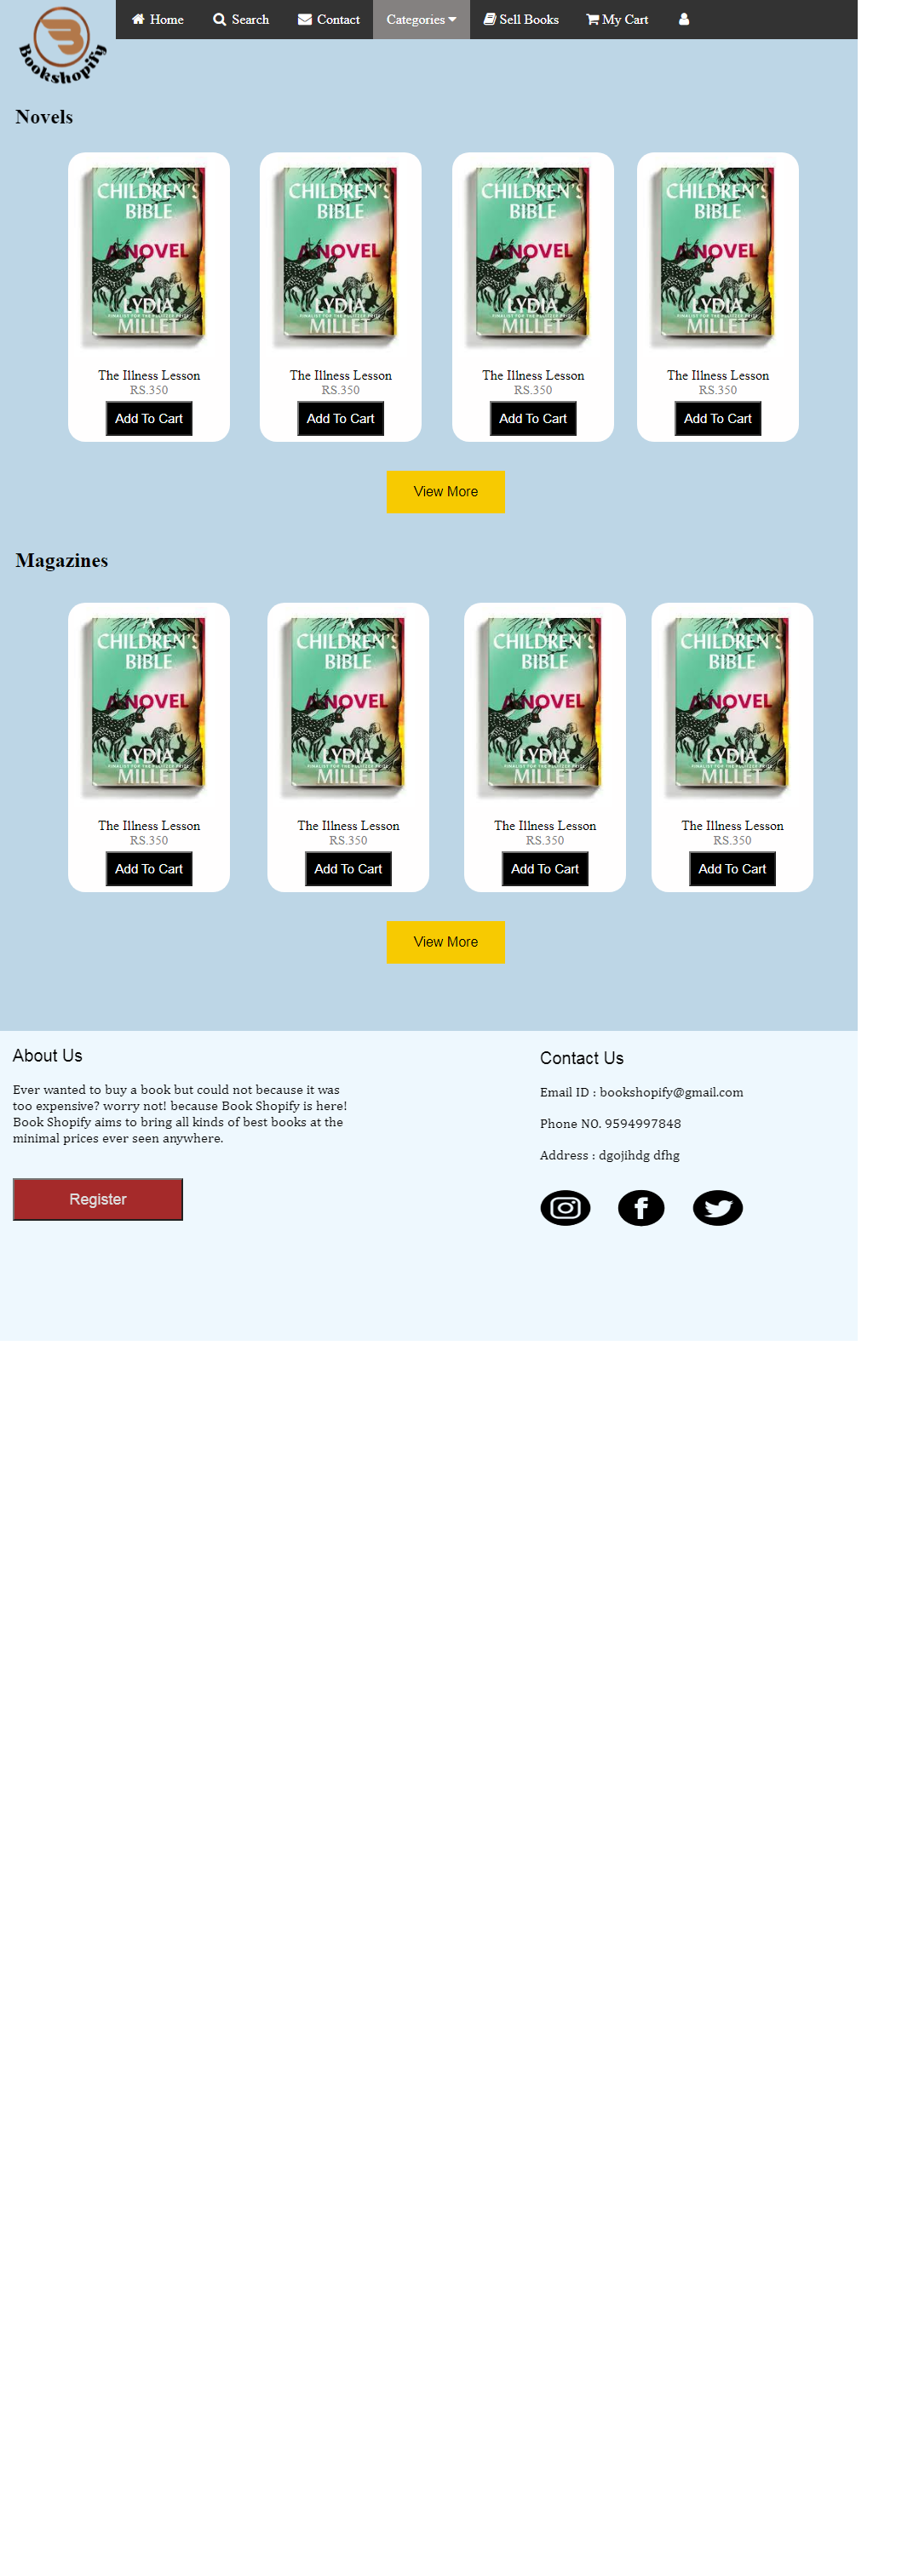 Bookshopify
Home Search Contact Categories Sell Books My Cart
Novels
A CHILDREN'S BIBLE A NOVEL LYDIA MILLET
A CHILDREN'S BIBLE A NOVEL LYDIA MILLET
A CHILDREN'S BIBLE A NOVEL LYDIA MILLET
A CHILDREN'S BIBLE A NOVEL LYDIA MILLET
The Illness Lesson The Illness Lesson The Illness Lesson The Illness Lesson
RS.350 RS.350 RS.350 RS.350
Add To Cart Add To Cart Add To Cart Add To Cart
View More
Magazines
A CHILDREN'S BIBLE A NOVEL LYDIA MILLET
A CHILDREN'S BIBLE A NOVEL LYDIA MILLET
A CHILDREN'S BIBLE A NOVEL LYDIA MILLET
A CHILDREN'S BIBLE A NOVEL LYDIA MILLET
The Illness Lesson The Illness Lesson The Illness Lesson The Illness Lesson
RS.350 RS.350 RS.350 RS.350
Add To Cart Add To Cart Add To Cart Add To Cart
View More
About Us
Ever wanted to buy a book but could not because it was
too expensive? worry not! because Book Shopify is here!
Book Shopify aims to bring all kinds of best books at the
minimal prices ever seen anywhere.
Register
Contact Us
Email ID : bookshopify@gmail.com
Phone NO. 9594997848
Address : dgojihdg dfhg